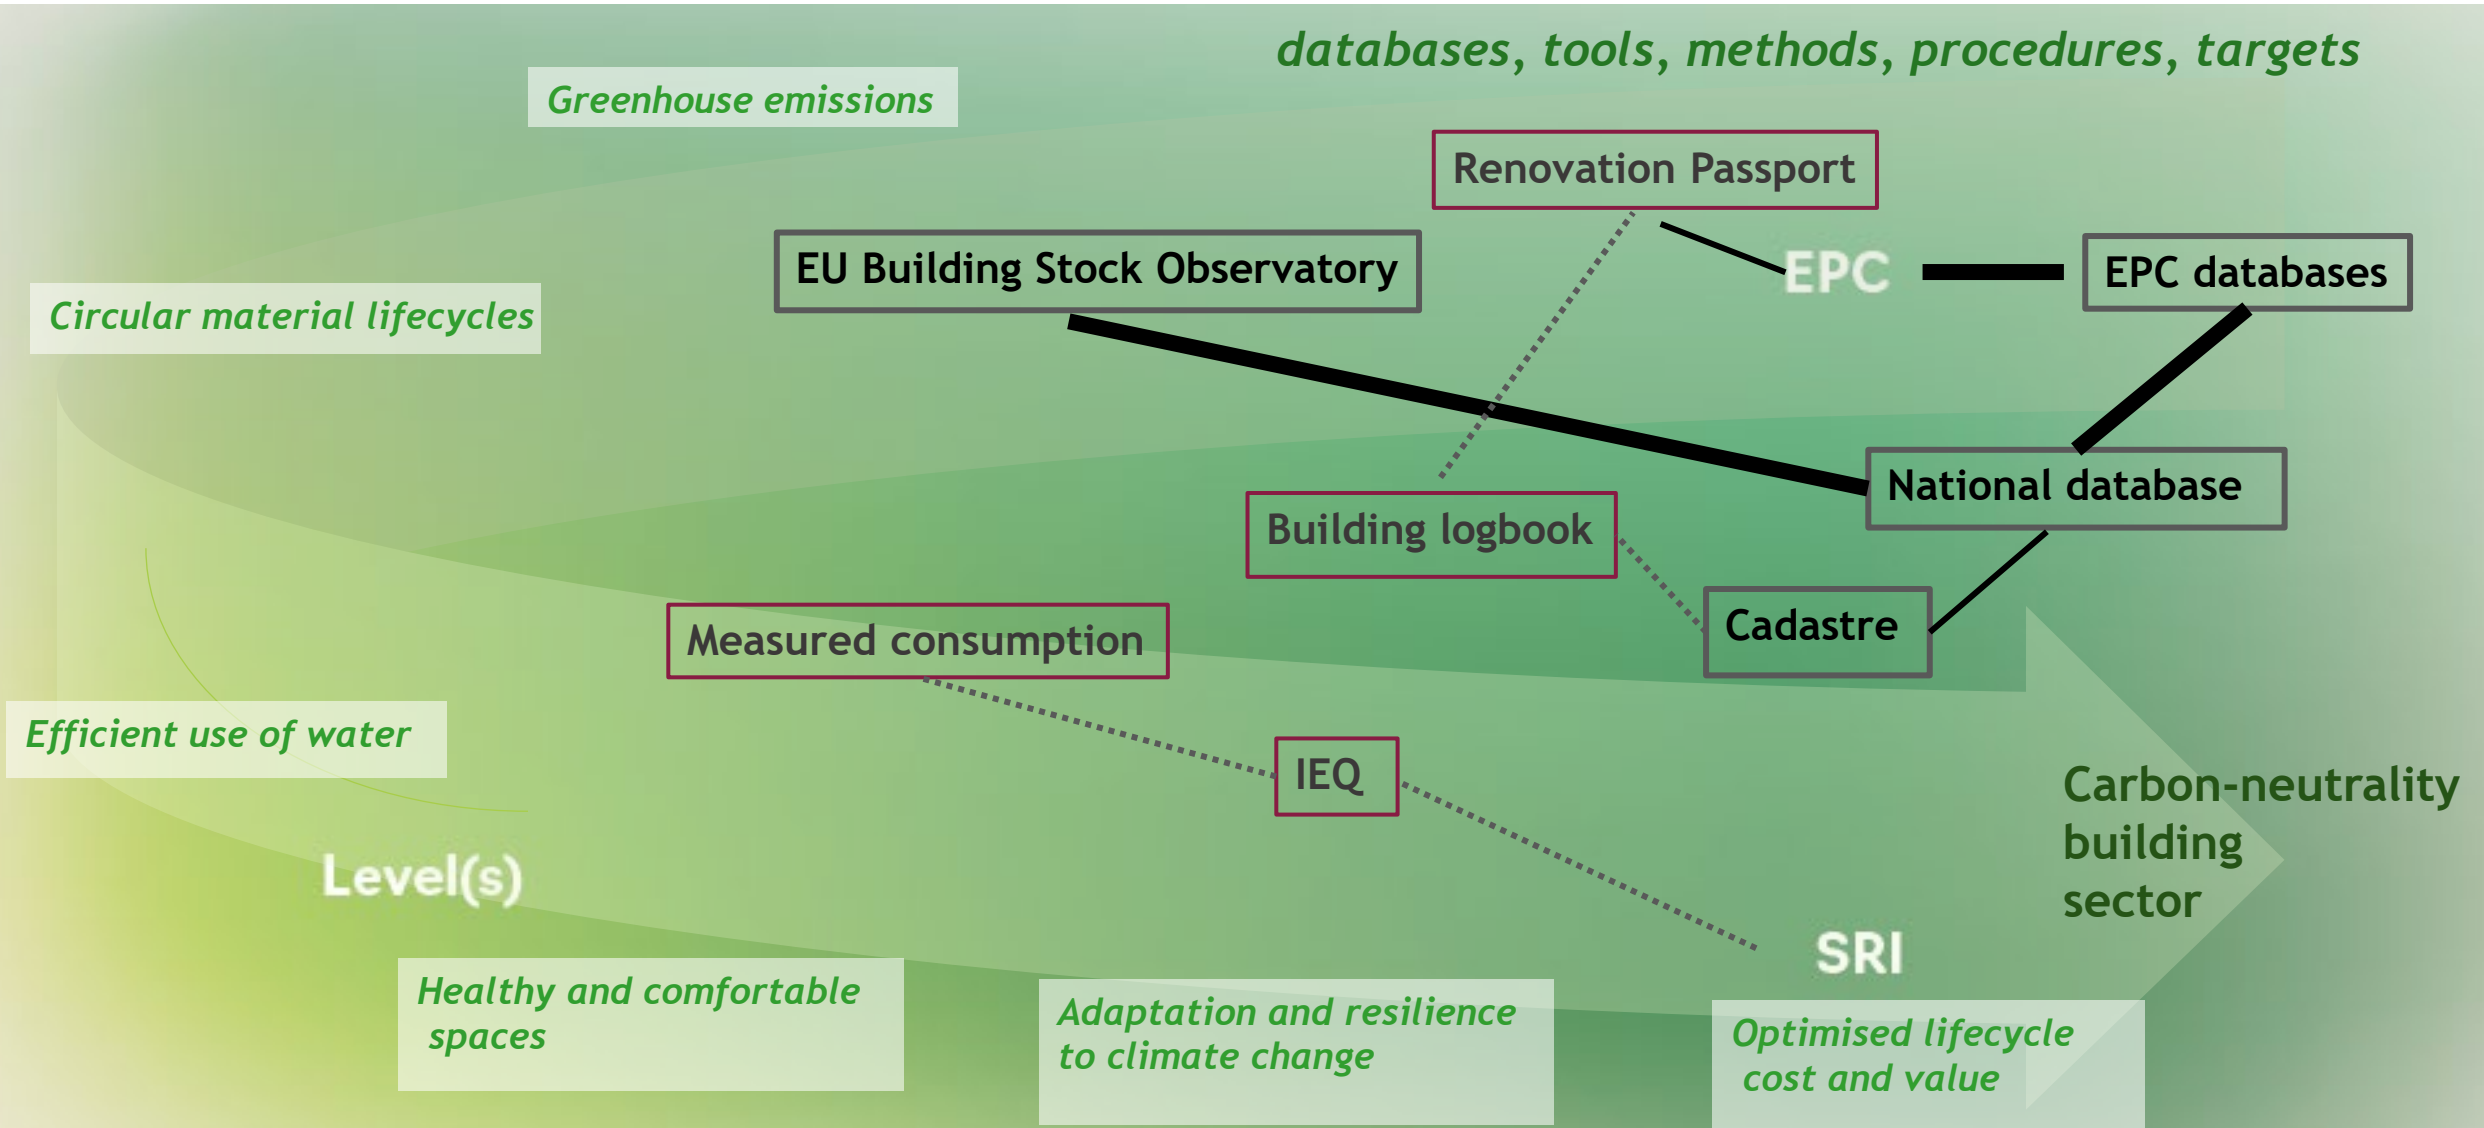 databases, tools, methods, procedures, targets
Greenhouse emissions
Renovation Passport
EU Building Stock Observatory
EPC
EPC databases
Circular material lifecycles
National database
Building logbook
Cadastre
Measured consumption
Efficient use of water
IEQ
Carbon-neutrality
building
sector
Level(s)
SRI
Healthy and comfortable
spaces
Adaptation and resilience
to climate change
Optimised lifecycle
cost and value